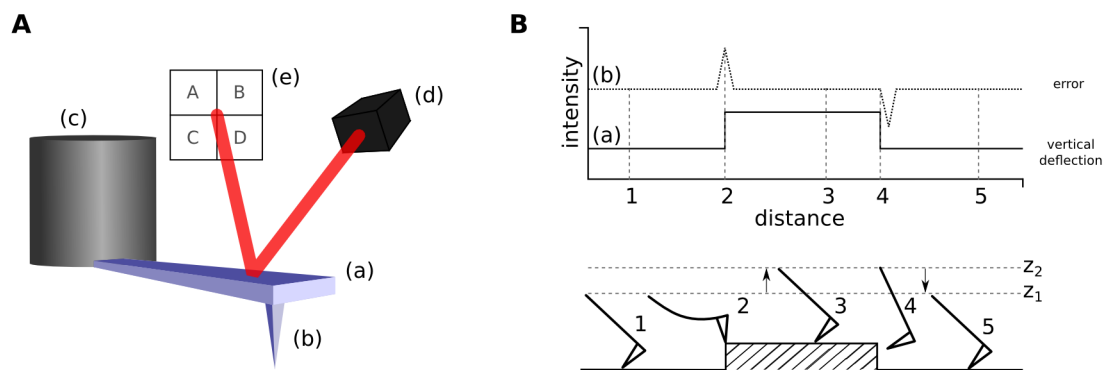 A
A B
C D
(e)
(d)
(c)
(a)
(b)
B
intensity
(b)
error
(a)
vertical
deflection
1 2 3 4 5
distance
z2
z1
1 2 3 4 5